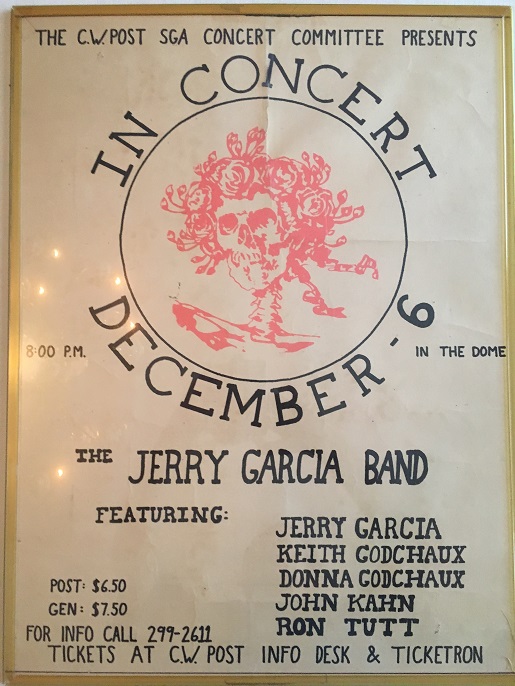 THE C.W. POST SGA CONCERT COMMITTEE PRESENTS
IN CONCERT
DECEMBER - 6
8:00 P.M.
IN THE DOME
THE JERRY GARCIA BAND
FEATURING:
JERRY GARCIA
KEITH GODCHAUX
DONNA GODCHAUX
JOHN KAHN
RON TUTT
POST: $6.50
GEN: $7.50
FOR INFO CALL 299-2611
TICKETS AT C.W. POST INFO DESK & TICKETRON